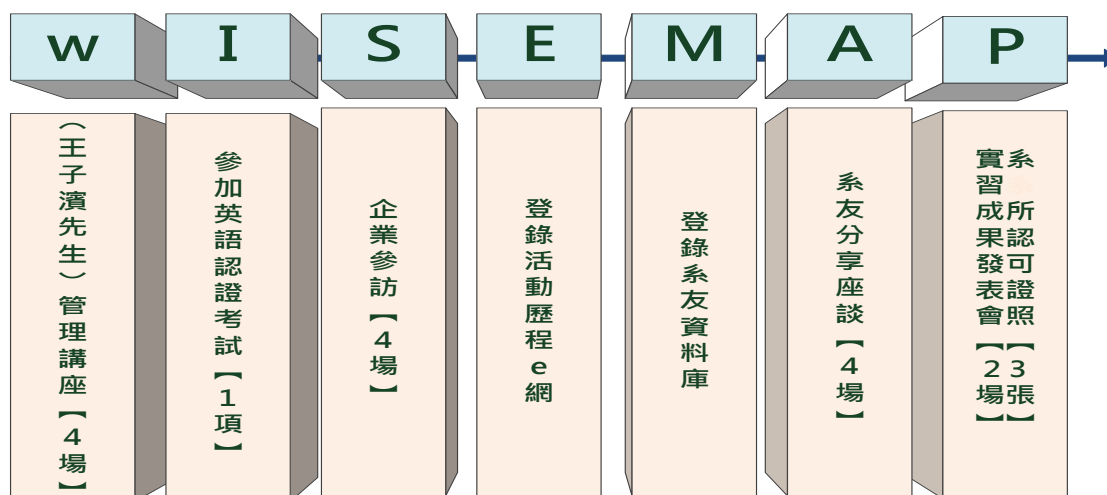 w
I
S
E
M
A
P
（王子濱先生）管理講座【4場】
參加英語認證考試【1項】
企業參訪【4場】
登錄活動歷程e網
登錄系友資料庫
系友分享座談【4場】
系所認可證照【3張】
實習成果發表會【2場】